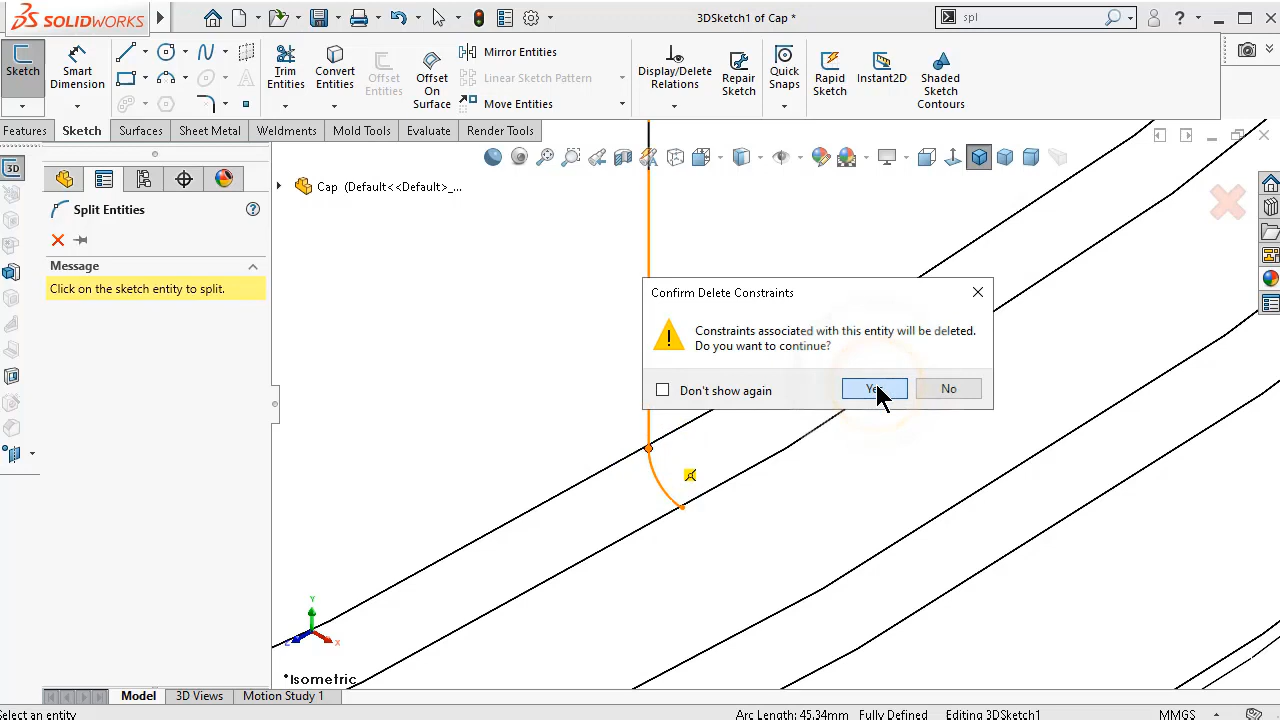 SOLIDWORKS
3DSketch1 of Cap *
spl
Sketch
Smart Dimension
Trim Entities
Convert Entities
Offset Entities
Offset On Surface
Mirror Entities
Linear Sketch Pattern
Move Entities
Display/Delete Relations
Repair Sketch
Quick Snaps
Rapid Sketch
Instant2D
Shaded Sketch Contours
Features
Sketch
Surfaces
Sheet Metal
Weldments
Mold Tools
Evaluate
Render Tools
3D
Cap (Default<<Default>_...
Split Entities
Message
Click on the sketch entity to split.
Confirm Delete Constraints
Constraints associated with this entity will be deleted.
Do you want to continue?
Don't show again
Yes
No
Y
X
Z
*Isometric
Model
3D Views
Motion Study 1
Select an entity
Arc Length: 45.34mm
Fully Defined
Editing 3DSketch1
MMGS